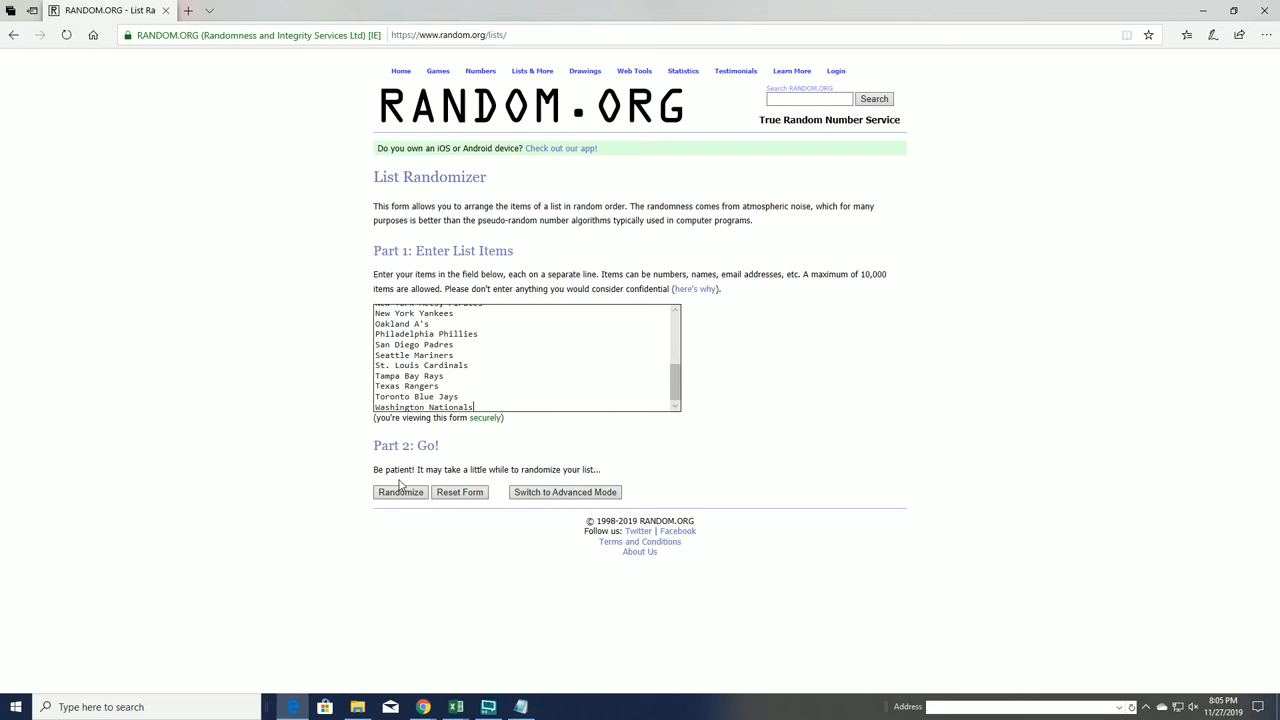 RANDOM.ORG - List Ra
RANDOM.ORG (Randomness and Integrity Services Ltd) [IE]
https://www.random.org/lists/
Home Games Numbers Lists & More Drawings Web Tools Statistics Testimonials Learn More Login
RANDOM.ORG
Search RANDOM.ORG
Search
True Random Number Service
Do you own an iOS or Android device? Check out our app!
List Randomizer
This form allows you to arrange the items of a list in random order. The randomness comes from atmospheric noise, which for many
purposes is better than the pseudo-random number algorithms typically used in computer programs.
Part 1: Enter List Items
Enter your items in the field below, each on a separate line. Items can be numbers, names, email addresses, etc. A maximum of 10,000
items are allowed. Please don't enter anything you would consider confidential (here's why).
New York Yankees
Oakland A's
Philadelphia Phillies
San Diego Padres
Seattle Mariners
St. Louis Cardinals
Tampa Bay Rays
Texas Rangers
Toronto Blue Jays
Washington Nationals
(you're viewing this form securely)
Part 2: Go!
Be patient! It may take a little while to randomize your list...
Randomize Reset Form Switch to Advanced Mode
© 1998-2019 RANDOM.ORG
Follow us: Twitter | Facebook
Terms and Conditions
About Us
Type here to search
Address
8:05 PM
11/27/2019